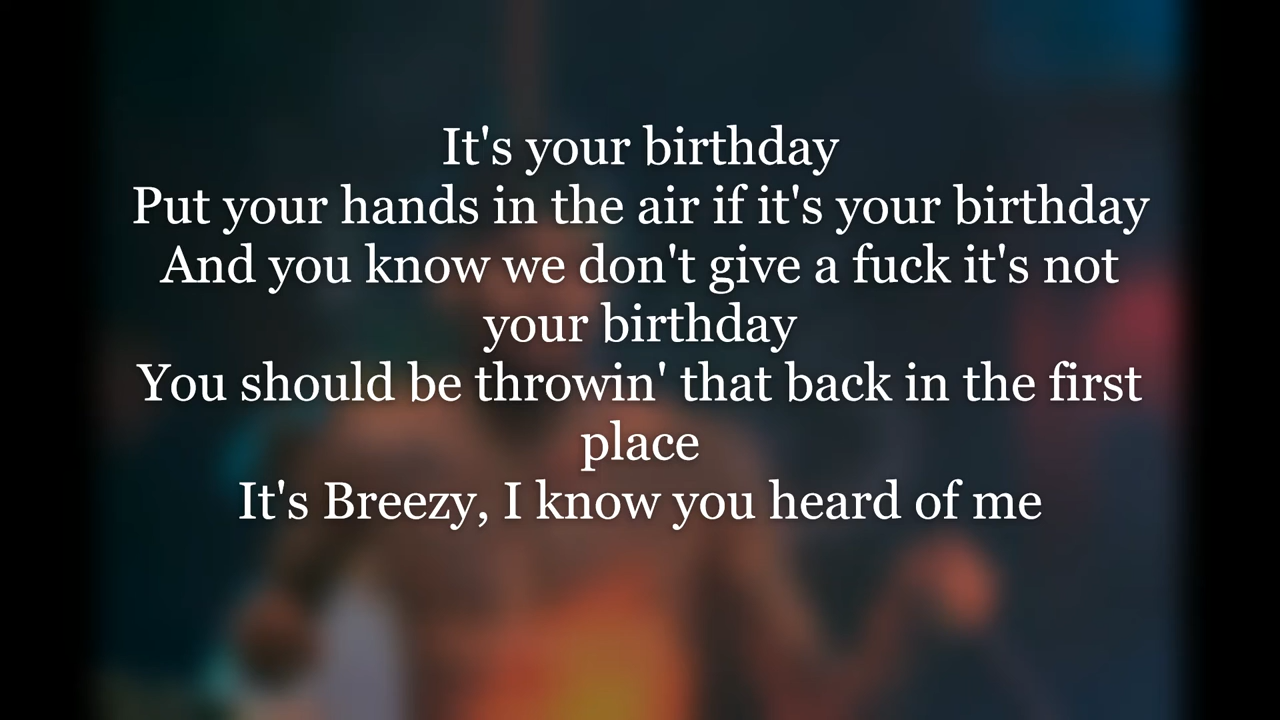 It's your birthday
Put your hands in the air if it's your birthday
And you know we don't give a fuck it's not
your birthday
You should be throwin' that back in the first
place
It's Breezy, I know you heard of me